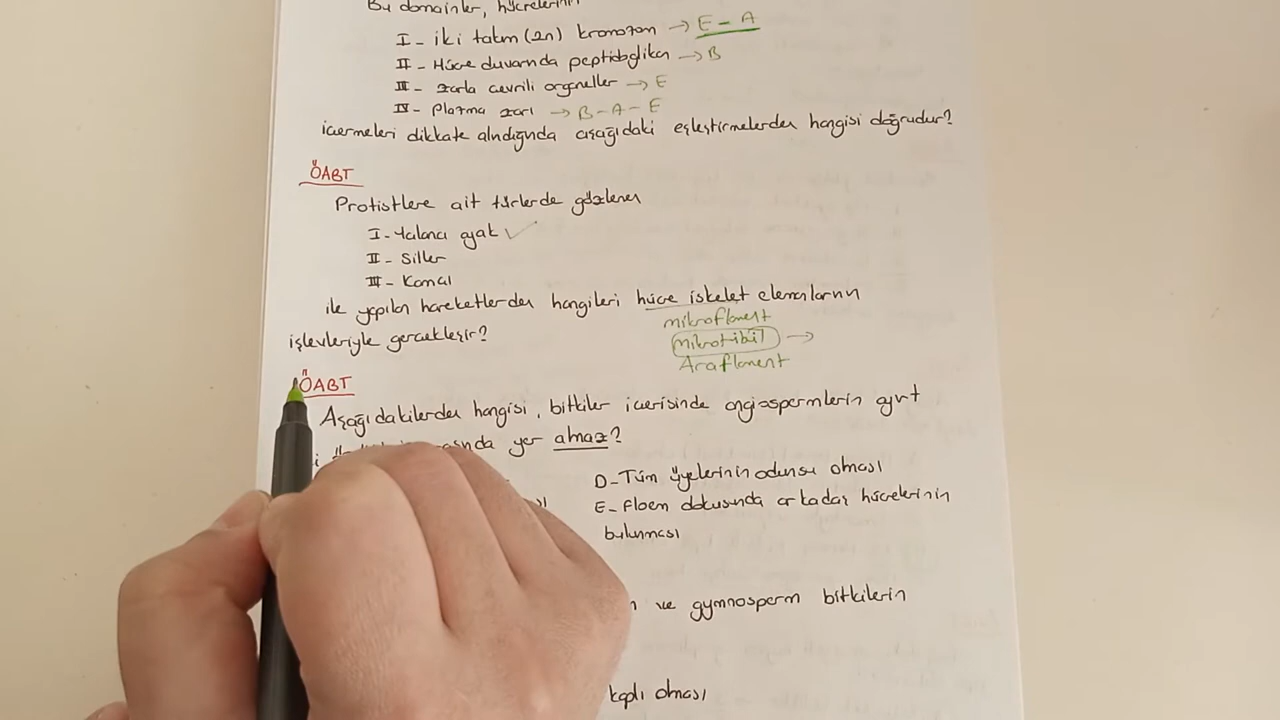 Bu domainler, hücrelerinin
I - iki takım (2n) kromozom → E - A
II - Hücre duvarında peptidoglikan → B
III - zarla çevrili organeller → E
IV - Plazma zarı → B - A - E
içermeleri dikkate alındığında aşağıdaki eşleştirmelerden hangisi doğrudur?
ÖABT
Protistlere ait türlerde gözlenen
I - Yalancı ayak ✓
II - Siller
III - Kamçı
ile yapılan hareketlerden hangileri hücre iskelet elemanlarının
mikroflament
işlevleriyle gerçekleşir?
mikrotübül →
Araflament
ÖABT
Aşağıdakilerden hangisi, bitkiler içerisinde angiospermlerin ayırt
yer almaz?
D - Tüm üyelerinin odunsu olması
E - Floem dokusunda arkadaş hücrelerinin
bulunması
ve gymnosperm bitkilerin
kaplı olması